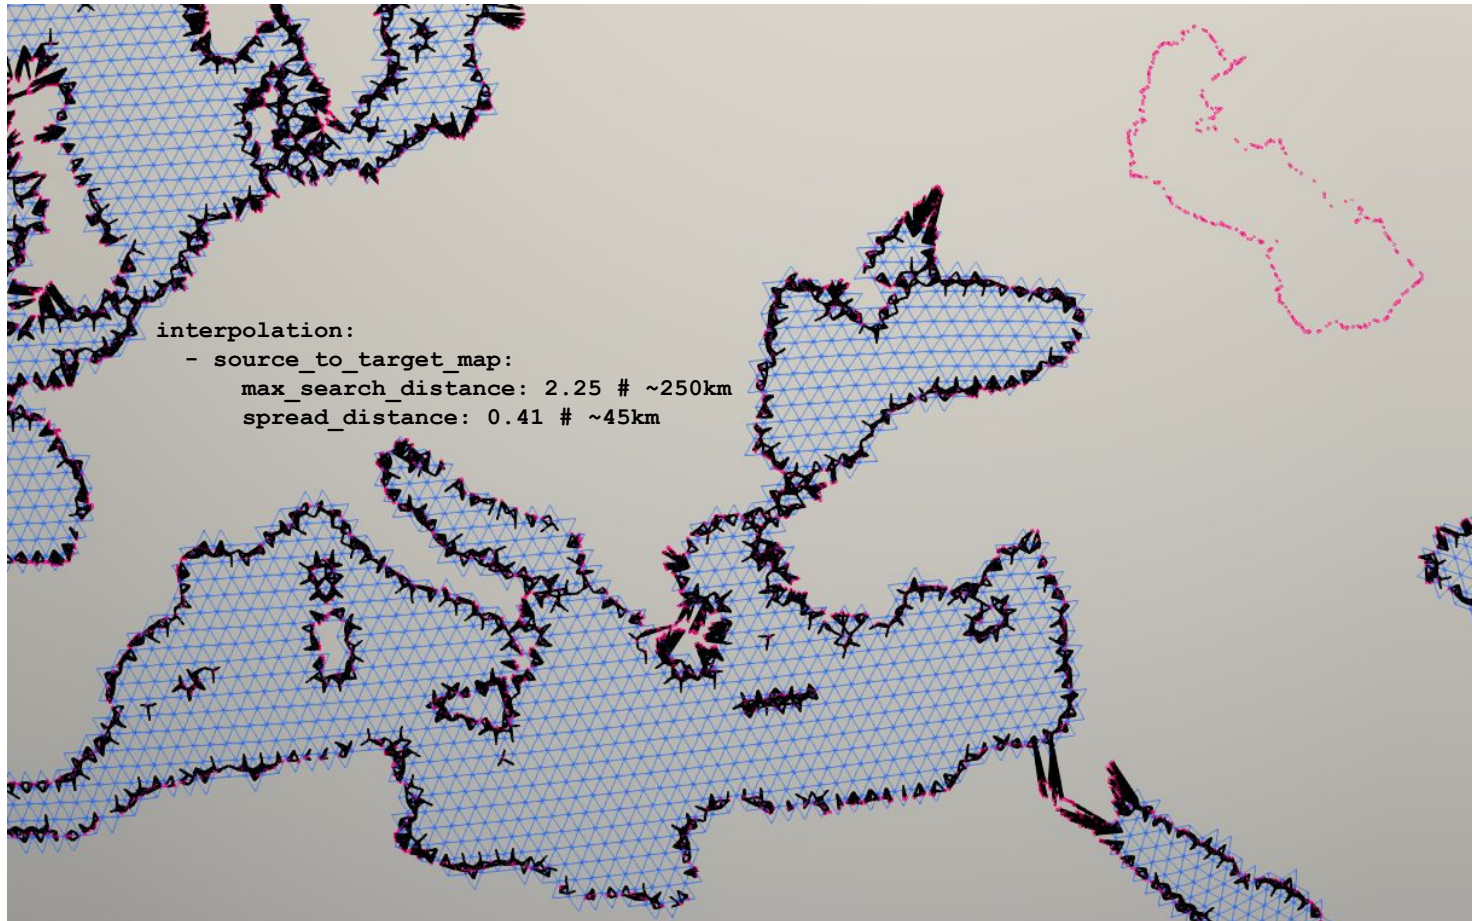 interpolation:
- source_to_target_map:
max_search_distance: 2.25 # ~250km
spread_distance: 0.41 # ~45km